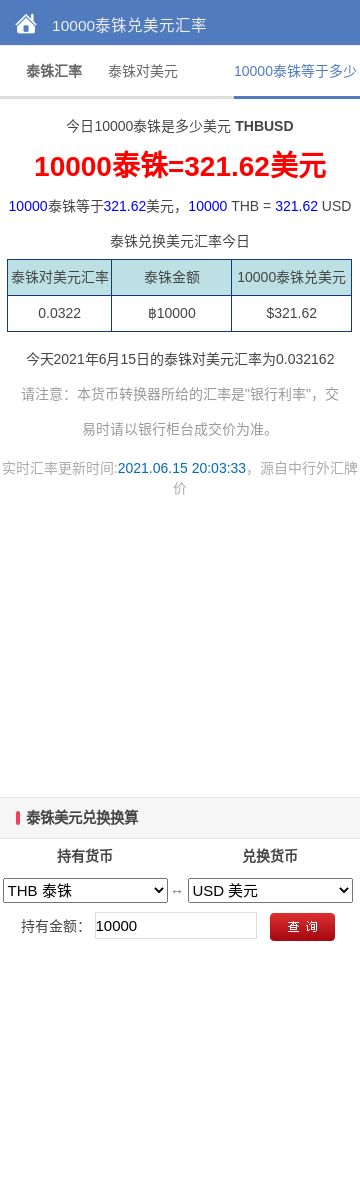 10000泰铢兑美元汇率
泰铢汇率 泰铢对美元 10000泰铢等于多少
今日10000泰铢是多少美元 THBUSD
10000泰铢=321.62美元
10000泰铢等于321.62美元，10000 THB = 321.62 USD
泰铢兑换美元汇率今日
泰铢对美元汇率 泰铢金额 10000泰铢兑美元
0.0322 ฿10000 $321.62
今天2021年6月15日的泰铢对美元汇率为0.032162
请注意：本货币转换器所给的汇率是"银行利率"，交
易时请以银行柜台成交价为准。
实时汇率更新时间:2021.06.15 20:03:33，源自中行外汇牌
价
泰铢美元兑换换算
持有货币 兑换货币
THB 泰铢 ↔ USD 美元
持有金额： 10000 查 询